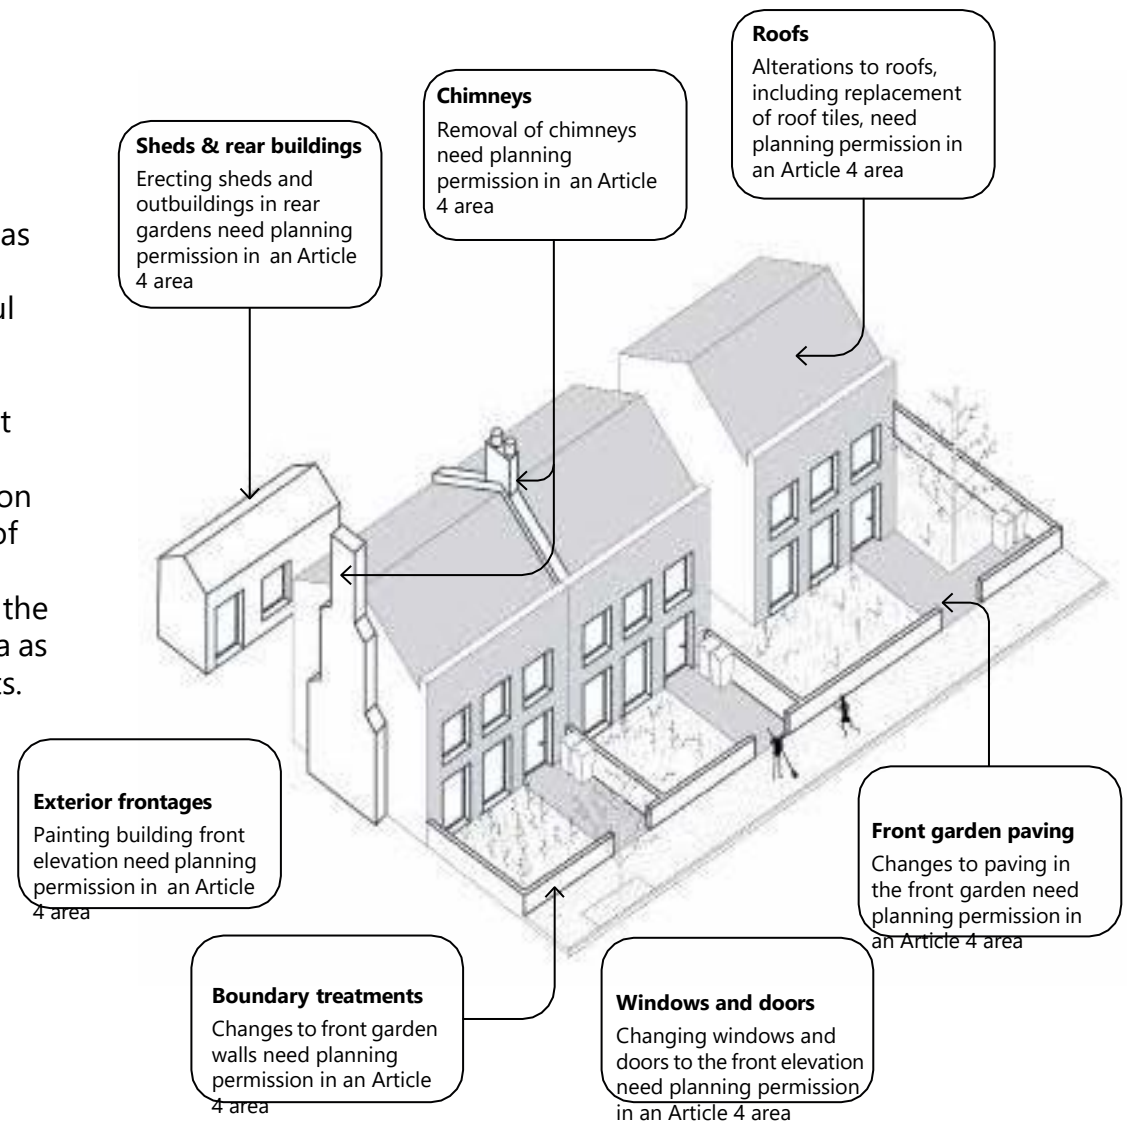 Roofs
Alterations to roofs,
including replacement
of roof tiles, need
planning permission in
an Article 4 area
Chimneys
Removal of chimneys
need planning
permission in an Article
4 area
Sheds & rear buildings
Erecting sheds and
outbuildings in rear
gardens need planning
permission in an Article
4 area
as
t
on
the
a as
Exterior frontages
Painting building front
elevation need planning
permission in an Article
4 area
Front garden paving
Changes to paving in
the front garden need
planning permission in
an Article 4 area
Boundary treatments
Changes to front garden
walls need planning
permission in an Article
4 area
Windows and doors
Changing windows and
doors to the front elevation
need planning permission
in an Article 4 area